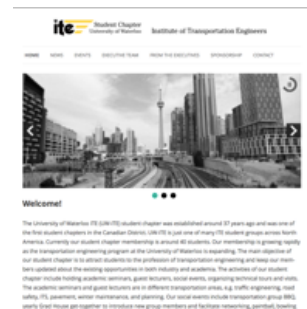 ite Student Chapter
University of Waterloo
Institute of Transportation Engineers
HOME NEWS EVENTS EXECUTIVE TEAM FROM THE EXECUTIVES SPONSORSHIP CONTACT
Welcome!
The University of Waterloo ITE (UW-ITE) student chapter was established around 37 years ago and was one of
the first student chapters in the Canadian District. UW-ITE is just one of many ITE student groups across North
America. Currently our student chapter membership is around 40 students. Our membership is growing rapidly
as the transportation engineering program at the University of Waterloo is expanding. The main objective of
our student chapter is to attract students to the profession of transportation engineering and keep our mem-
bers updated about the existing opportunities in both industry and academia. The activities of our student
chapter include holding academic seminars, guest lecturers, social events, organizing technical tours and visits.
The academic seminars and guest lecturers are in different transportation areas, e.g. traffic engineering, road
safety, ITS, pavement, winter maintenance, and planning. Our social events include transportation group BBQ,
yearly Grad House get-together to introduce new group members and facilitate networking, paintball, bowling